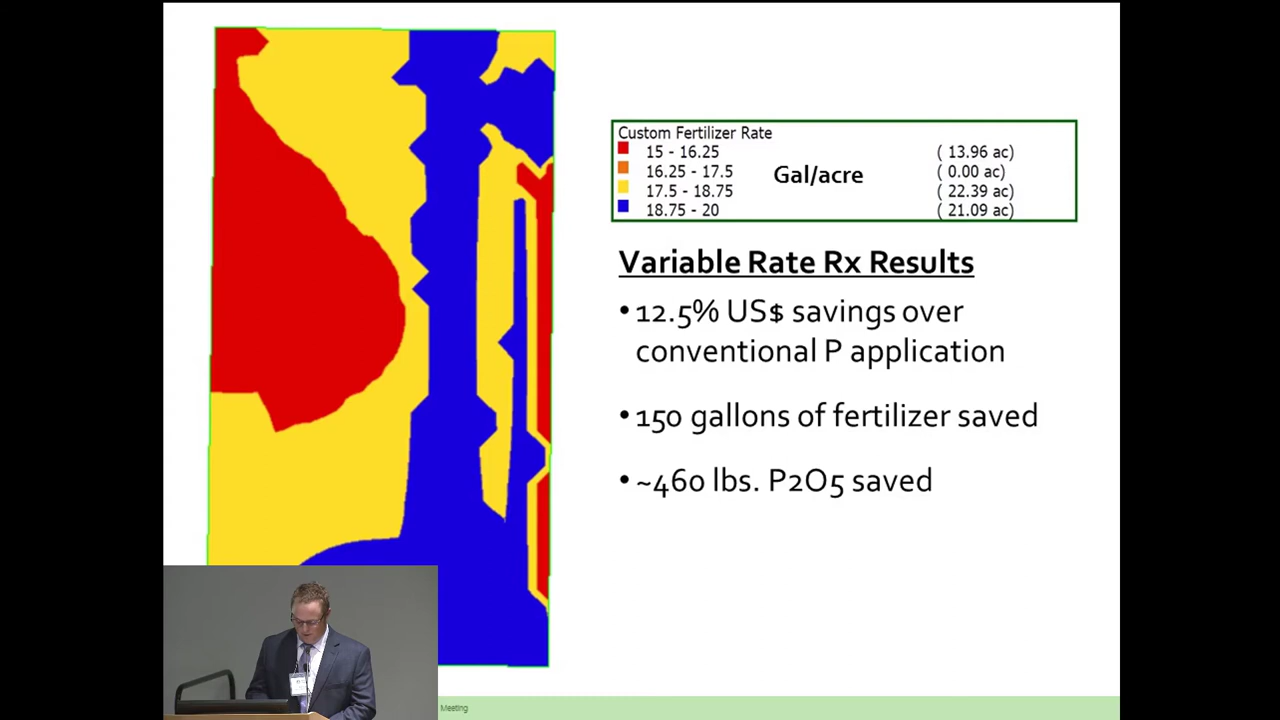 Custom Fertilizer Rate
15 - 16.25 ( 13.96 ac)
16.25 - 17.5 ( 0.00 ac)
Gal/acre
17.5 - 18.75 ( 22.39 ac)
18.75 - 20 ( 21.09 ac)
Variable Rate Rx Results
•12.5% US$ savings over
conventional P application
•150 gallons of fertilizer saved
•~460 lbs. P2O5 saved
Meeting